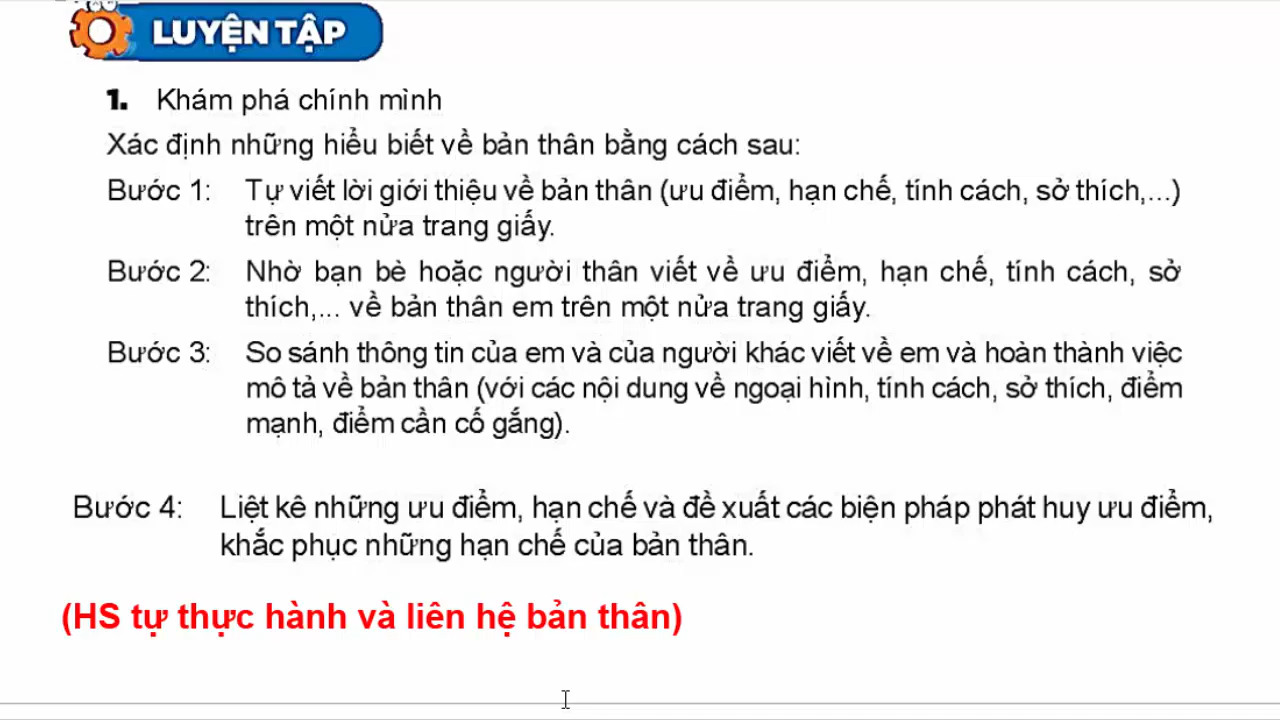 LUYỆN TẬP
1. Khám phá chính mình
Xác định những hiểu biết về bản thân bằng cách sau:
Bước 1: Tự viết lời giới thiệu về bản thân (ưu điểm, hạn chế, tính cách, sở thích,...)
trên một nửa trang giấy.
Bước 2: Nhờ bạn bè hoặc người thân viết về ưu điểm, hạn chế, tính cách, sở
thích,... về bản thân em trên một nửa trang giấy.
Bước 3: So sánh thông tin của em và của người khác viết về em và hoàn thành việc
mô tả về bản thân (với các nội dung về ngoại hình, tính cách, sở thích, điểm
mạnh, điểm cần cố gắng).
Bước 4: Liệt kê những ưu điểm, hạn chế và đề xuất các biện pháp phát huy ưu điểm,
khắc phục những hạn chế của bản thân.
(HS tự thực hành và liên hệ bản thân)